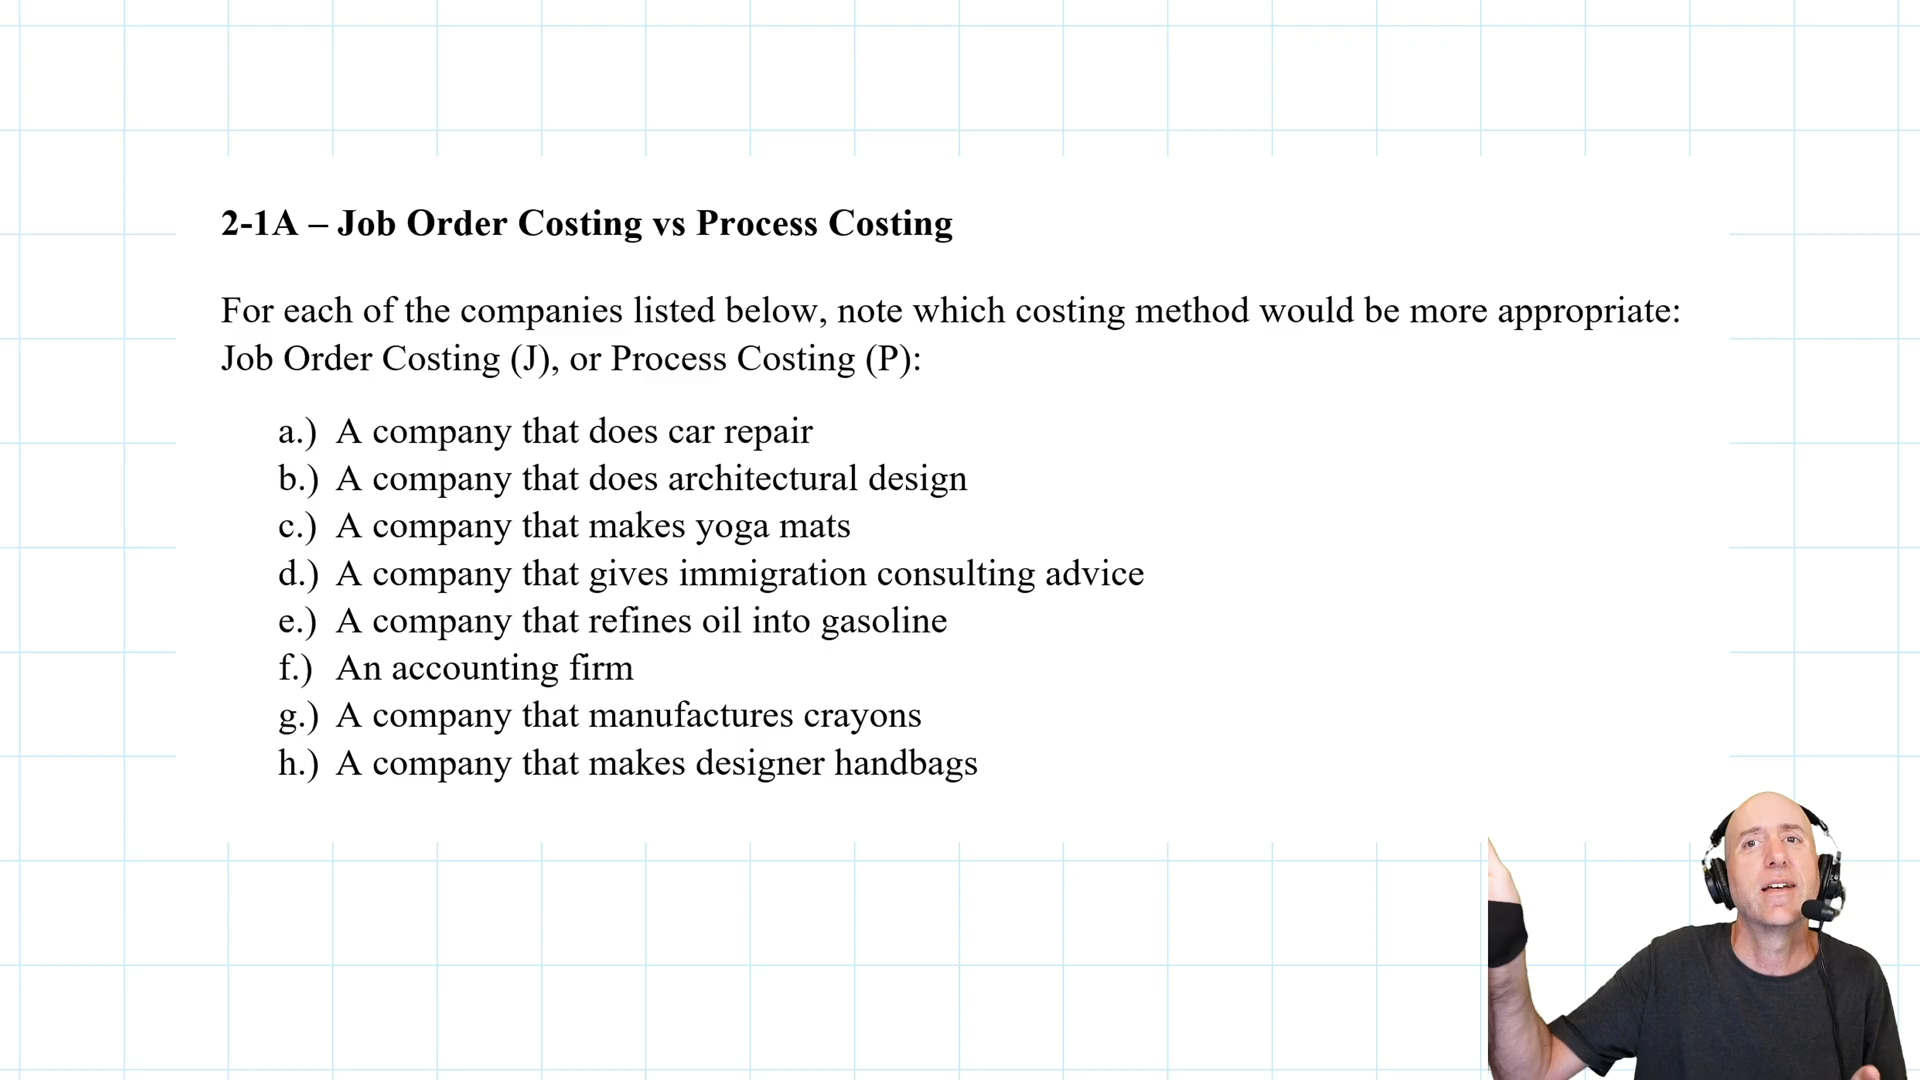 2-1A – Job Order Costing vs Process Costing
For each of the companies listed below, note which costing method would be more appropriate:
Job Order Costing (J), or Process Costing (P):
a.) A company that does car repair
b.) A company that does architectural design
c.) A company that makes yoga mats
d.) A company that gives immigration consulting advice
e.) A company that refines oil into gasoline
f.) An accounting firm
g.) A company that manufactures crayons
h.) A company that makes designer handbags